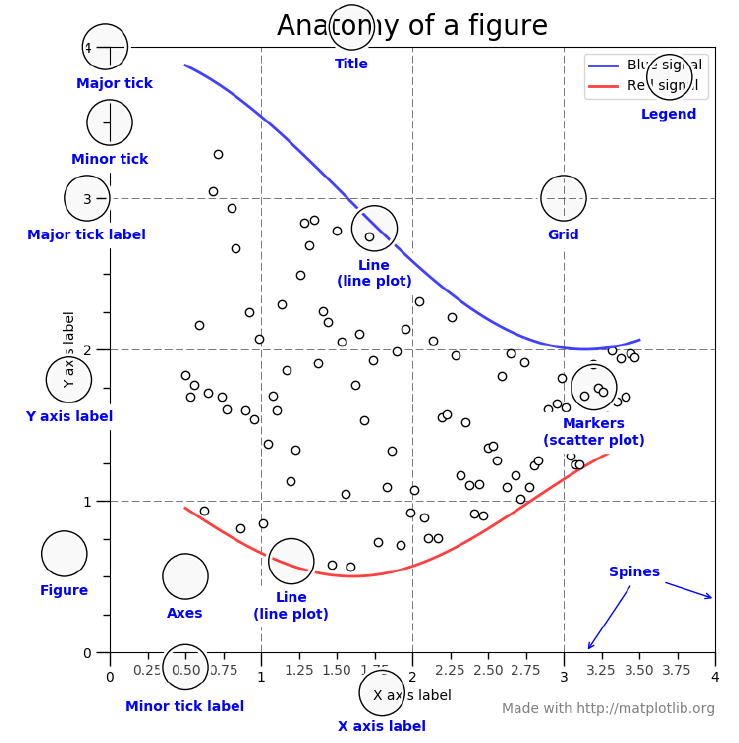 Anatomy of a figure
4
Blue signal
Red signal
Title
Major tick
Legend
Minor tick
3
Major tick label
Grid
Line
(line plot)
Y axis label
2
Y axis label
Markers
(scatter plot)
1
Figure
Axes
Line
(line plot)
Spines
0
0.25 0.50 0.75 1.25 1.50 1.75 2.25 2.50 2.75 3.25 3.50 3.75
0 1 2 3 4
X axis label
Minor tick label
Made with http://matplotlib.org
X axis label